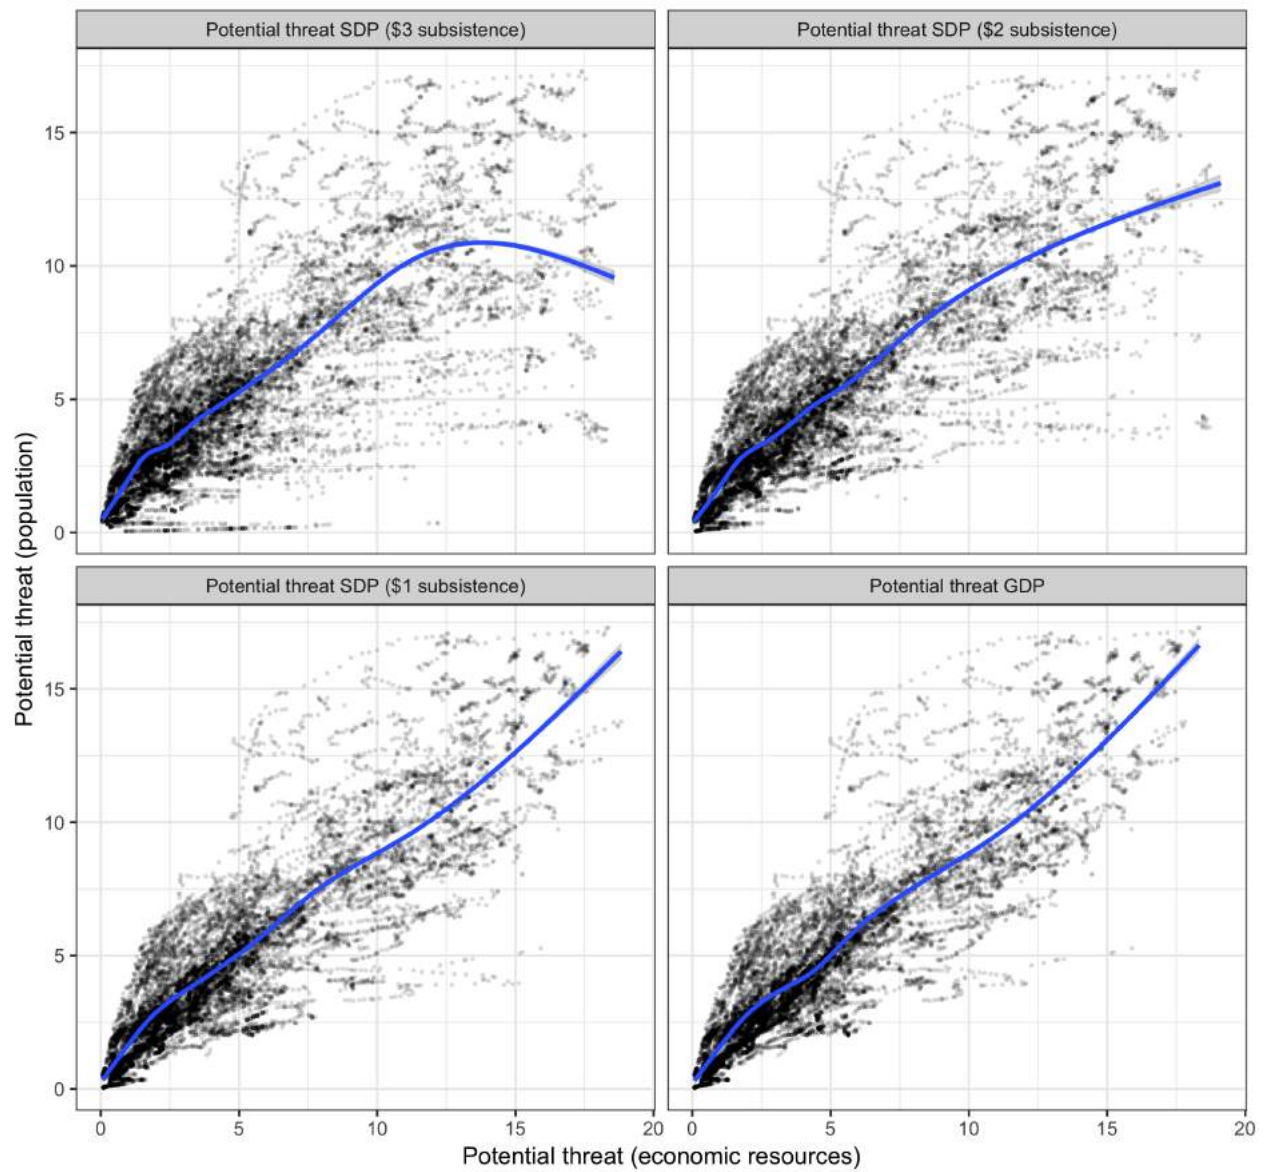 Potential threat SDP ($3 subsistence)
Potential threat SDP ($2 subsistence)
15
10
5
0
Potential threat SDP ($1 subsistence)
Potential threat GDP
15
10
5
0
0 5 10 15 20 0 5 10 15 20
Potential threat (population)
Potential threat (economic resources)